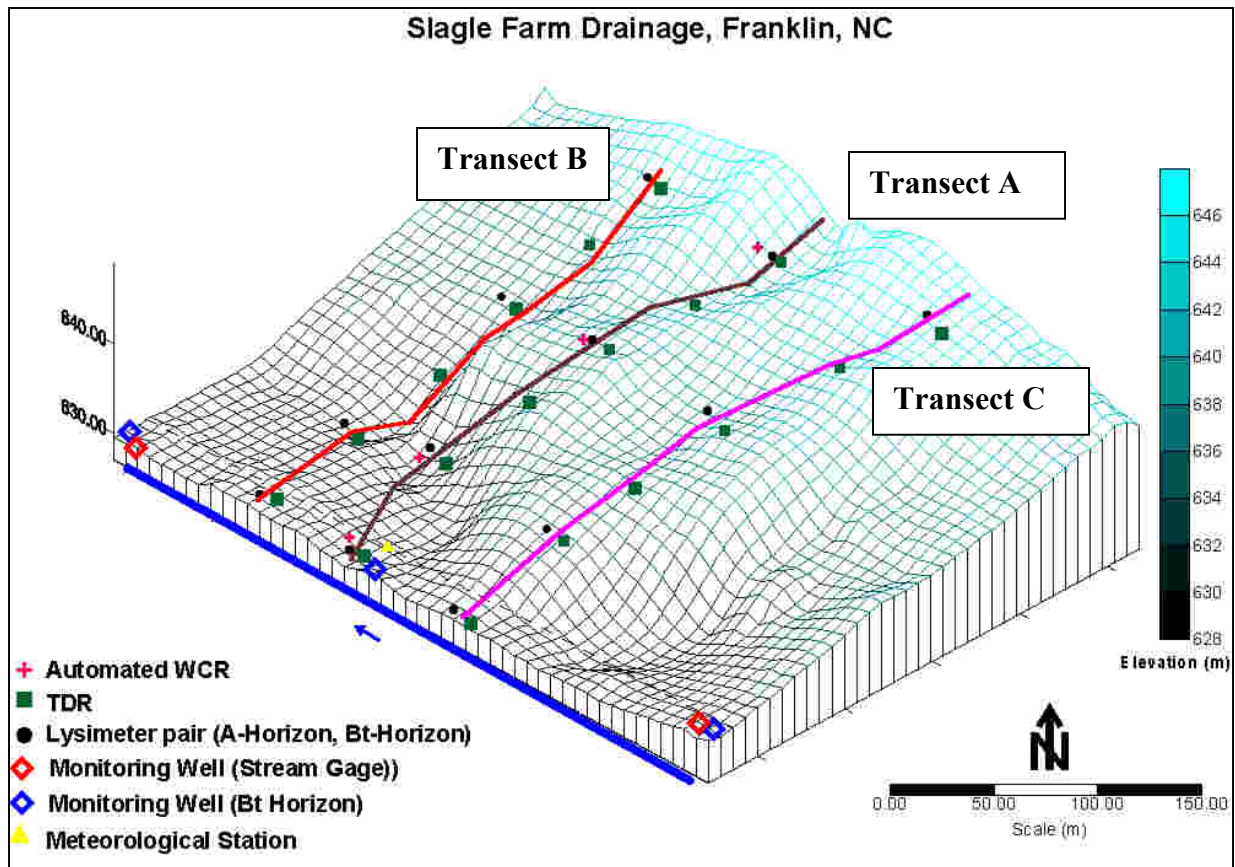 Slagle Farm Drainage, Franklin, NC
Transect B
Transect A
Transect C
640.00
630.00
646
644
642
640
638
636
634
632
630
628
Elevation (m)
Automated WCR
TDR
Lysimeter pair (A-Horizon, Bt-Horizon)
Monitoring Well (Stream Gage))
Monitoring Well (Bt Horizon)
Meteorological Station
N
0.00 50.00 100.00 150.00
Scale (m)